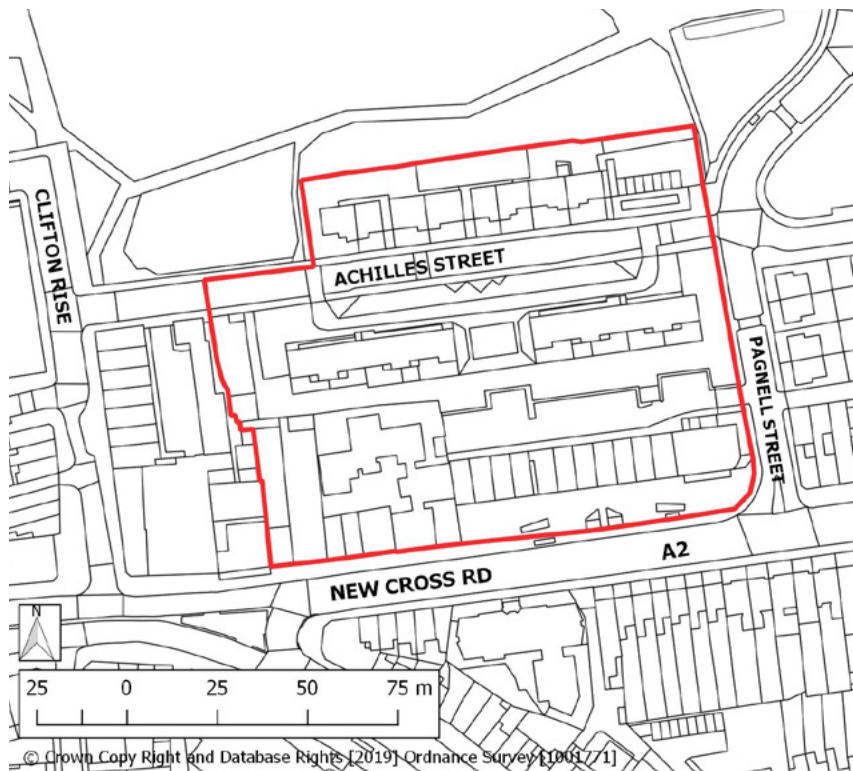 CLIFTON RISE
ACHILLES STREET
PAGNELL STREET
A2
NEW CROSS RD
N
25 0 25 50 75 m
© Crown Copy Right and Database Rights [2019] Ordnance Survey [1001771]